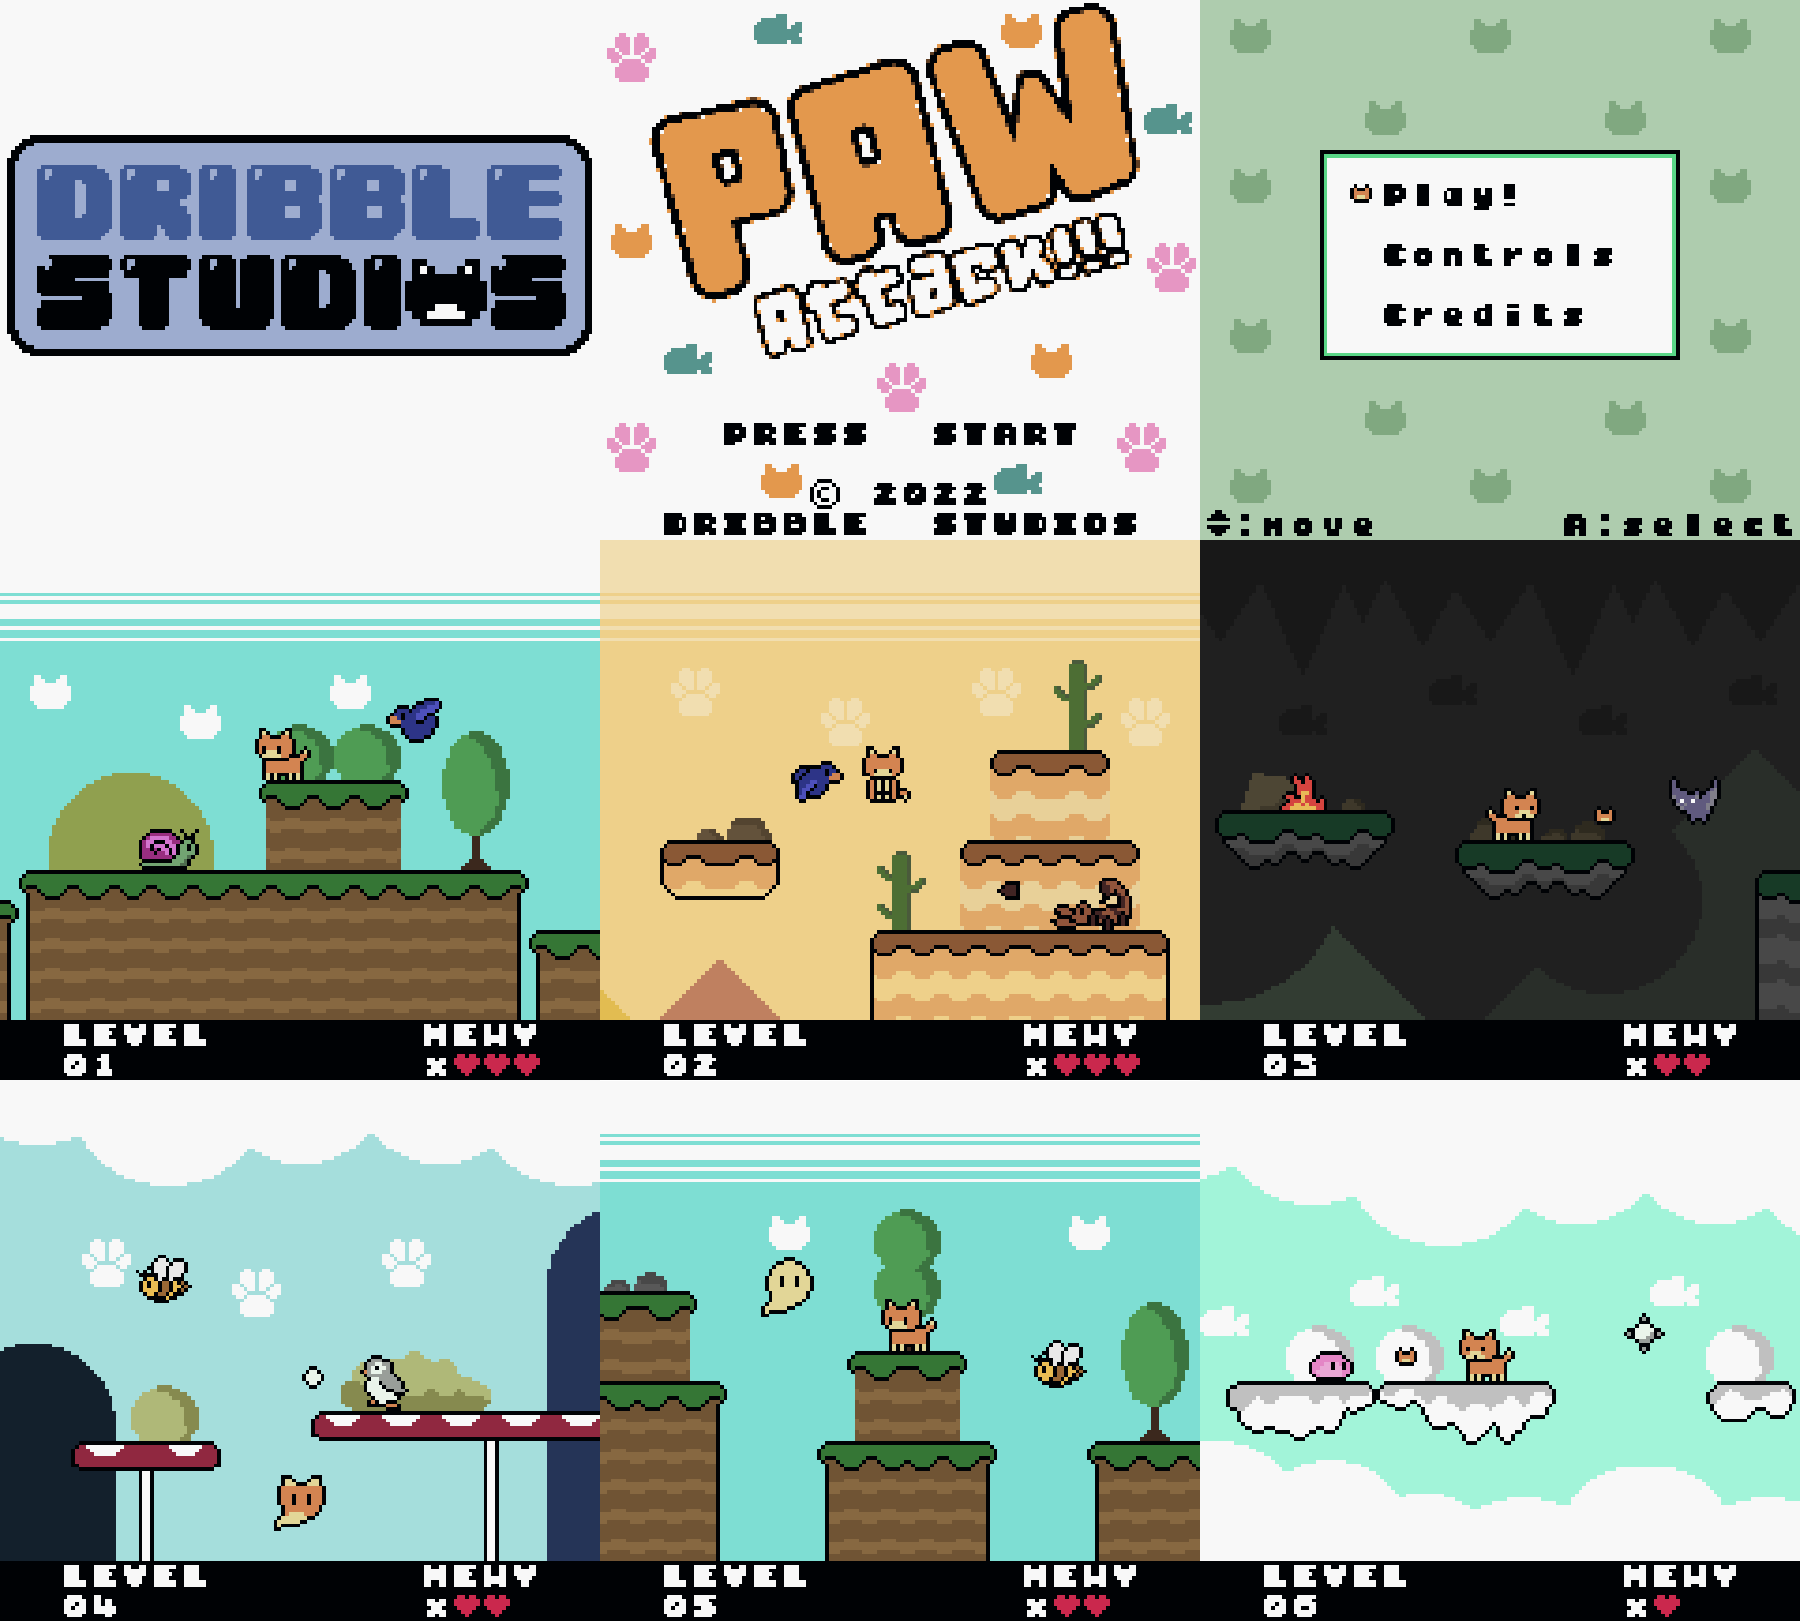 DRIBBLE
STUDIOS
PAW
Attack!!!
PRESS START
© 2022
DRIBBLE STUDIOS
Play!
Controls
Credits
:move A:select
LEVEL MEWY
01 x
LEVEL MEWY
02 x
LEVEL MEWY
03 x
LEVEL MEWY
04 x
LEVEL MEWY
05 x
LEVEL MEWY
06 x